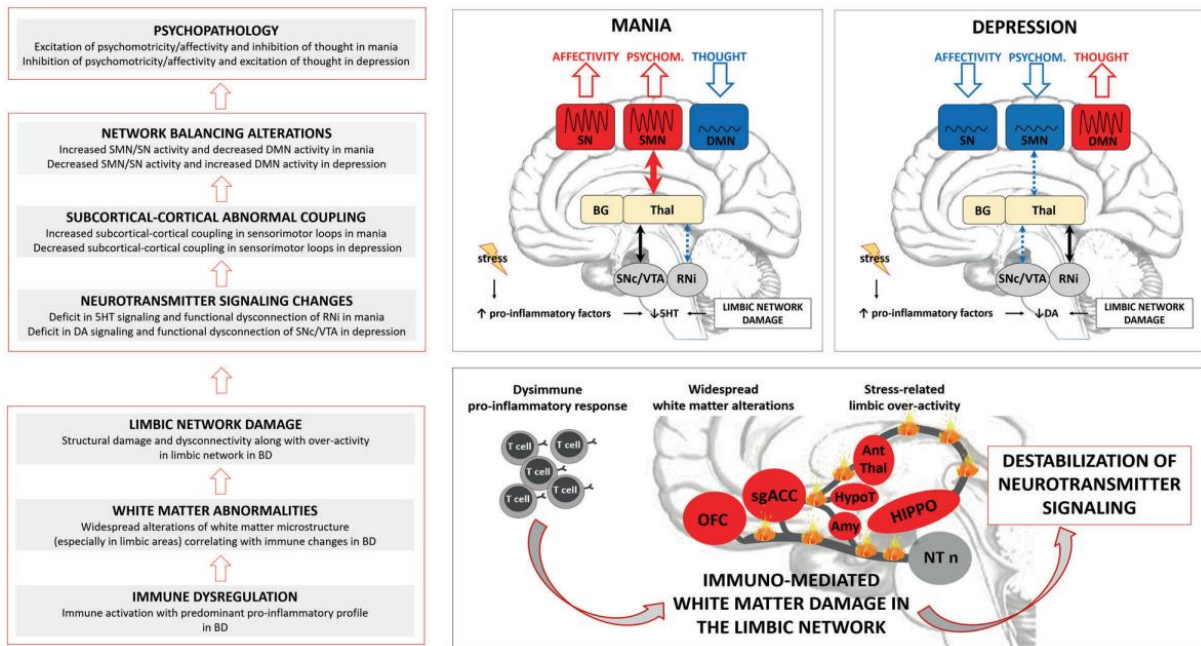 PSYCHOPATHOLOGY
Excitation of psychomotricity/affectivity and inhibition of thought in mania
Inhibition of psychomotricity/affectivity and excitation of thought in depression
NETWORK BALANCING ALTERATIONS
Increased SMN/SN activity and decreased DMN activity in mania
Decreased SMN/SN activity and increased DMN activity in depression
SUBCORTICAL-CORTICAL ABNORMAL COUPLING
Increased subcortical-cortical coupling in sensorimotor loops in mania
Decreased subcortical-cortical coupling in sensorimotor loops in depression
NEUROTRANSMITTER SIGNALING CHANGES
Deficit in 5HT signaling and functional dysconnection of RNi in mania
Deficit in DA signaling and functional dysconnection of SNc/VTA in depression
LIMBIC NETWORK DAMAGE
Structural damage and dysconnectivity along with over-activity
in limbic network in BD
WHITE MATTER ABNORMALITIES
Widespread alterations of white matter microstructure
(especially in limbic areas) correlating with immune changes in BD
IMMUNE DYSREGULATION
Immune activation with predominant pro-inflammatory profile
in BD
MANIA
AFFECTIVITY PSYCHOM. THOUGHT
SN SMN DMN
BG Thal
stress
SNc/VTA RNi
↑ pro-inflammatory factors → ↓5HT ← LIMBIC NETWORK
DAMAGE
DEPRESSION
AFFECTIVITY PSYCHOM. THOUGHT
SN SMN DMN
BG Thal
stress
SNc/VTA RNi
↑ pro-inflammatory factors → ↓DA ← LIMBIC NETWORK
DAMAGE
Dysimmune
pro-inflammatory response
Widespread
white matter alterations
Stress-related
limbic over-activity
T cell T cell
T cell
T cell T cell
OFC
sgACC
Ant
Thal
HypoT
Amy
HIPPO
NT n
IMMUNO-MEDIATED
WHITE MATTER DAMAGE IN
THE LIMBIC NETWORK
DESTABILIZATION OF
NEUROTRANSMITTER
SIGNALING